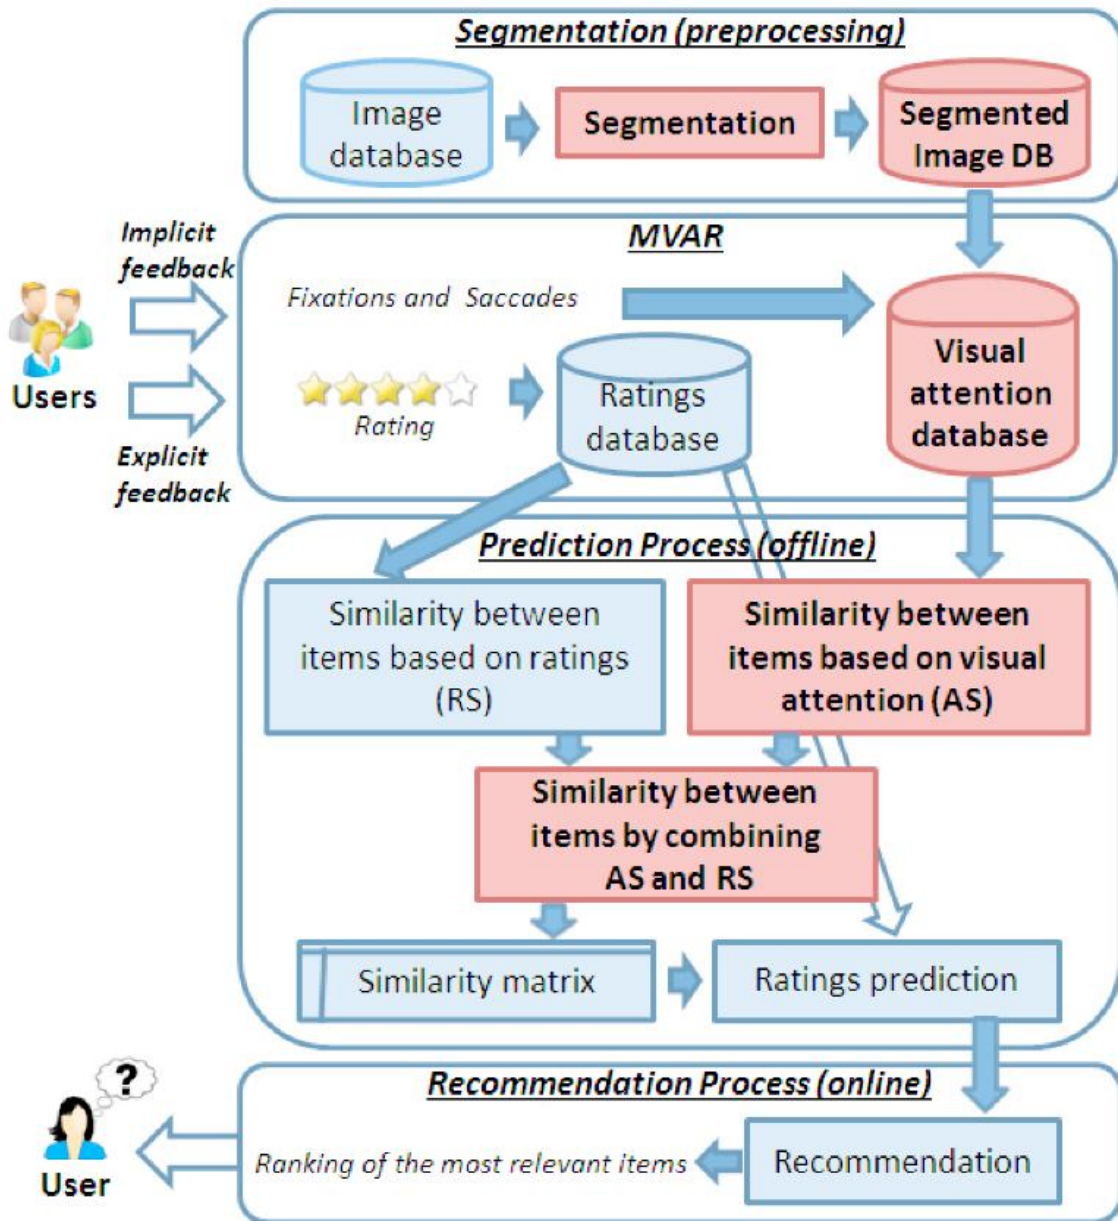 Segmentation (preprocessing)
Image
database
Segmentation
Segmented
Image DB
Implicit
feedback
MVAR
Fixations and Saccades
Users
Rating
Ratings
database
Visual
attention
database
Explicit
feedback
Prediction Process (offline)
Similarity between
items based on ratings
(RS)
Similarity between
items based on visual
attention (AS)
Similarity between
items by combining
AS and RS
Similarity matrix
Ratings prediction
Recommendation Process (online)
?
User
Ranking of the most relevant items
Recommendation